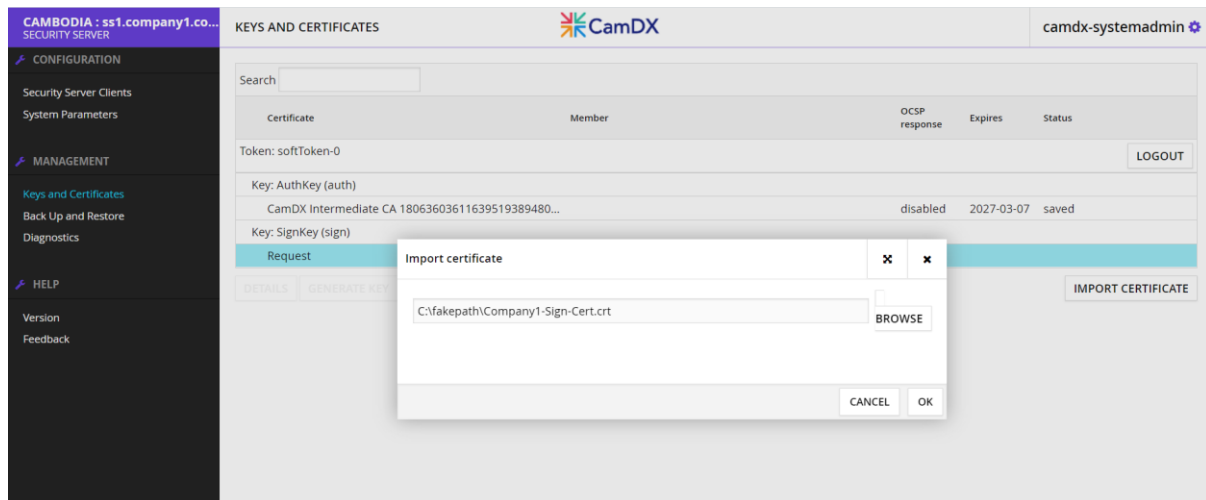 CAMBODIA : ss1.company1.co...
SECURITY SERVER
KEYS AND CERTIFICATES
CamDX
camdx-systemadmin
CONFIGURATION
Security Server Clients
System Parameters
MANAGEMENT
Keys and Certificates
Back Up and Restore
Diagnostics
HELP
Version
Feedback
Search
Certificate Member OCSP response Expires Status
Token: softToken-0 LOGOUT
Key: AuthKey (auth)
CamDX Intermediate CA 18063603611639519389480... disabled 2027-03-07 saved
Key: SignKey (sign)
Request
DETAILS GENERATE KEY IMPORT CERTIFICATE
Import certificate
C:\fakepath\Company1-Sign-Cert.crt BROWSE
CANCEL OK